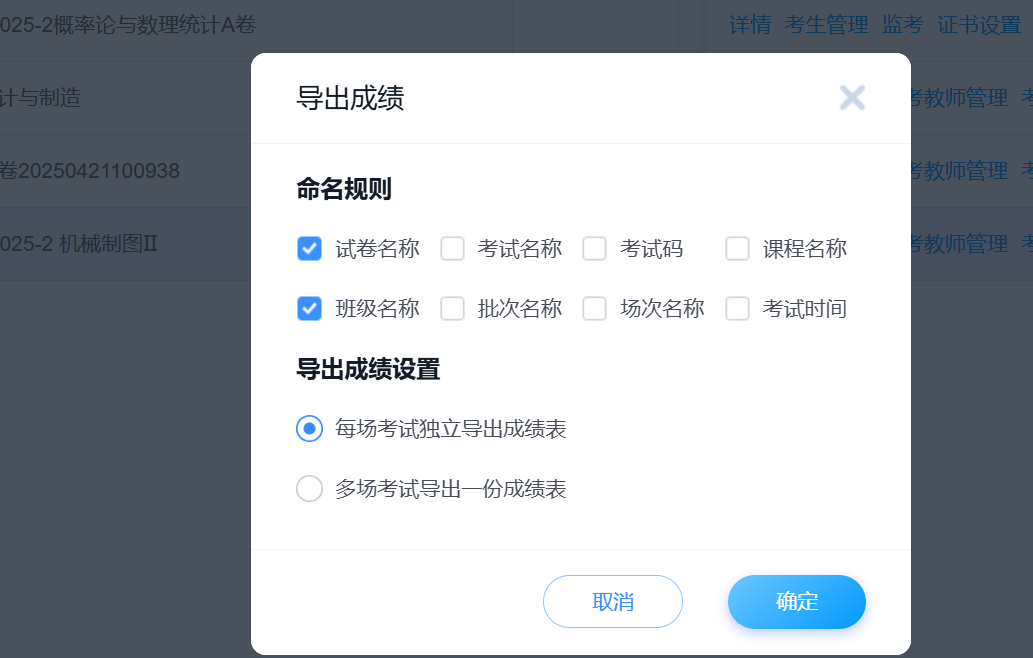 025-2概率论与数理统计A卷
详情 考生管理 监考 证书设置
导出成绩
计与制造
考教师管理 考
命名规则
卷20250421100938
考教师管理 考
025-2 机械制图II
试卷名称 考试名称 考试码 课程名称
考教师管理 考
班级名称 批次名称 场次名称 考试时间
导出成绩设置
每场考试独立导出成绩表
多场考试导出一份成绩表
取消 确定